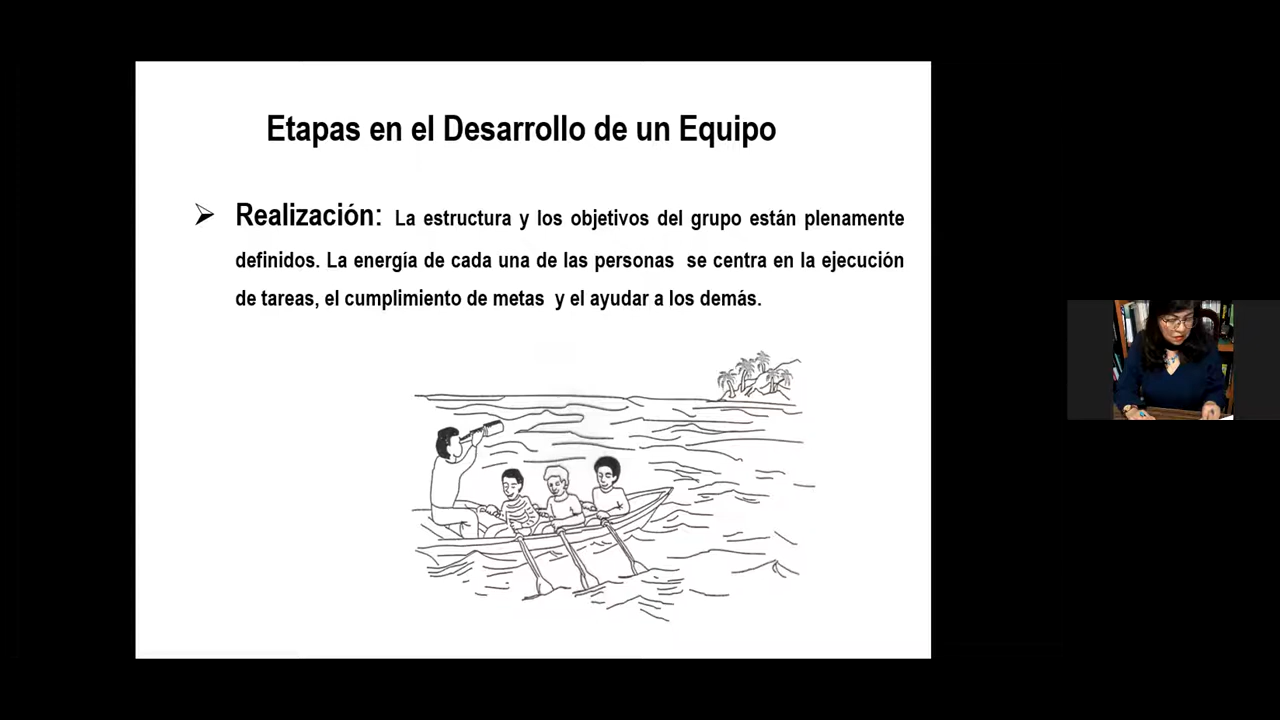 Etapas en el Desarrollo de un Equipo
Realización: La estructura y los objetivos del grupo están plenamente
definidos. La energía de cada una de las personas se centra en la ejecución
de tareas, el cumplimiento de metas y el ayudar a los demás.